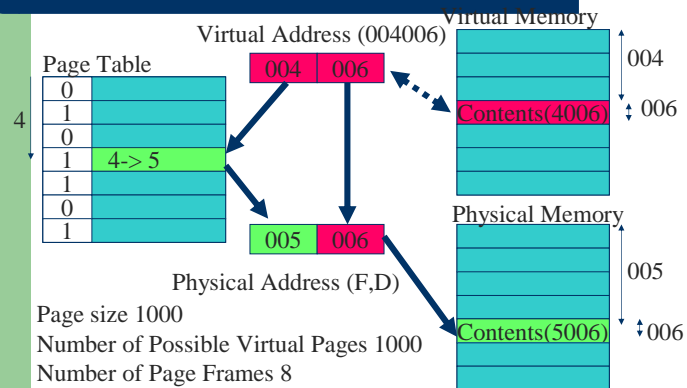 Virtual Memory
Virtual Address (004006)
Page Table
004 006
004
4
0
1
0
1 4-> 5
1
0
1
Contents(4006)
006
Physical Memory
005 006
005
Physical Address (F,D)
Contents(5006)
006
Page size 1000
Number of Possible Virtual Pages 1000
Number of Page Frames 8